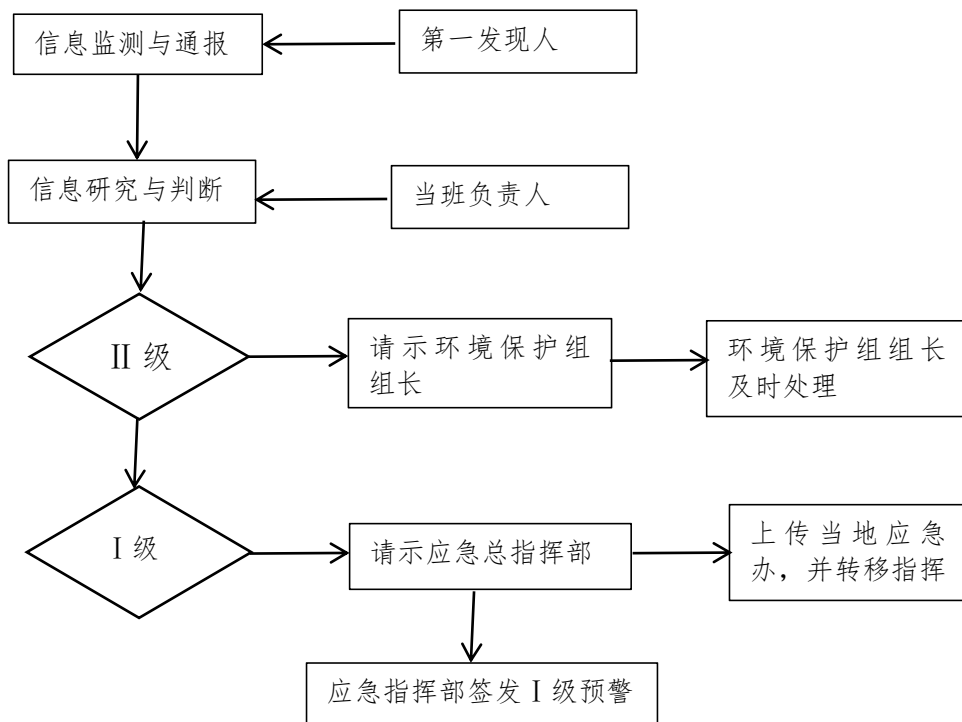 信息监测与通报
第一发现人
信息研究与判断
当班负责人
II 级
请示环境保护组
组长
环境保护组组长
及时处理
I 级
请示应急总指挥部
上传当地应急
办，并转移指挥
应急指挥部签发 I 级预警